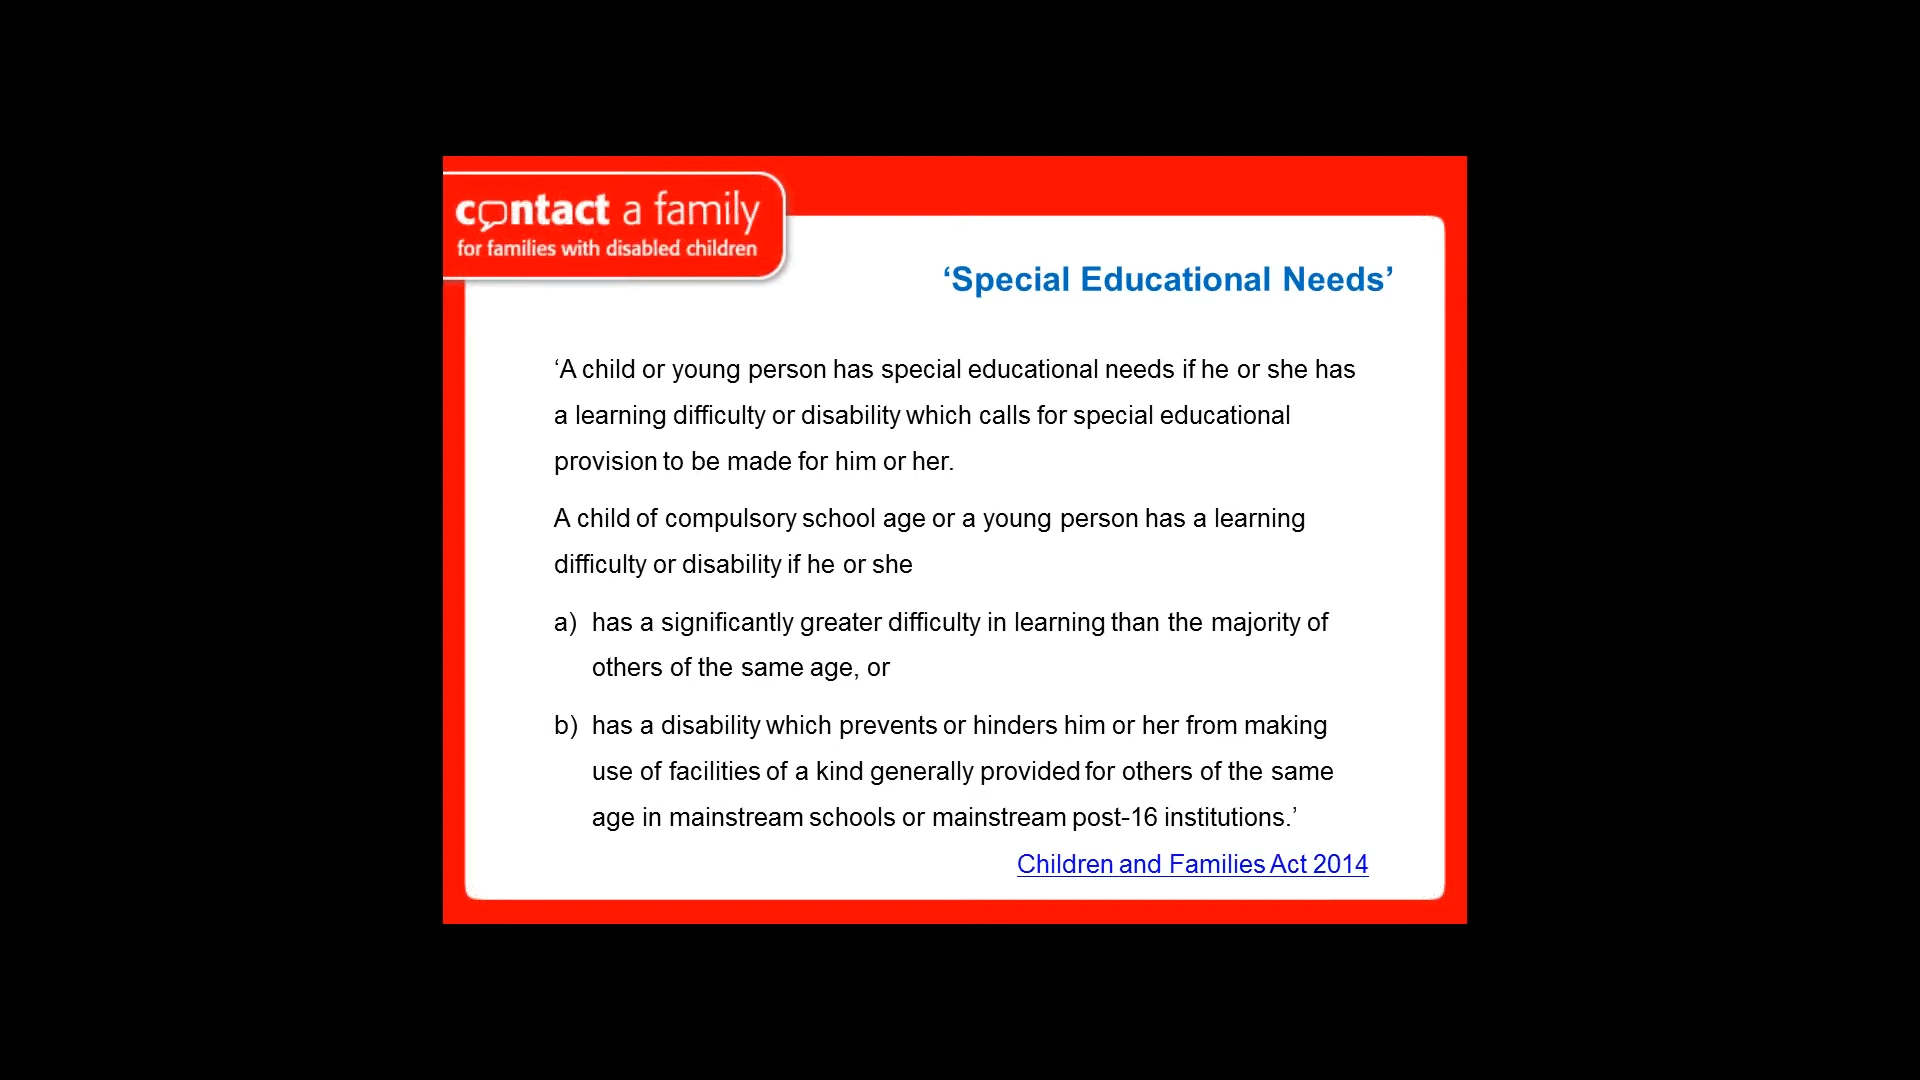 contact a family
for families with disabled children
‘Special Educational Needs’
‘A child or young person has special educational needs if he or she has
a learning difficulty or disability which calls for special educational
provision to be made for him or her.
A child of compulsory school age or a young person has a learning
difficulty or disability if he or she
a) has a significantly greater difficulty in learning than the majority of
others of the same age, or
b) has a disability which prevents or hinders him or her from making
use of facilities of a kind generally provided for others of the same
age in mainstream schools or mainstream post-16 institutions.’
Children and Families Act 2014